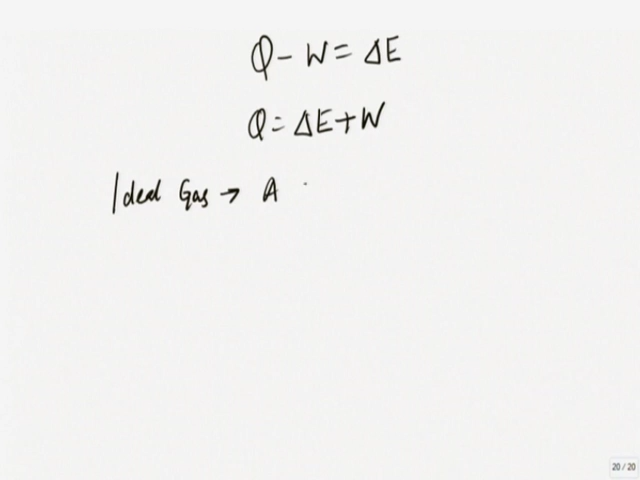 Q - W = ΔE
Q = ΔE + W
Ideal Gas → A
20 / 20